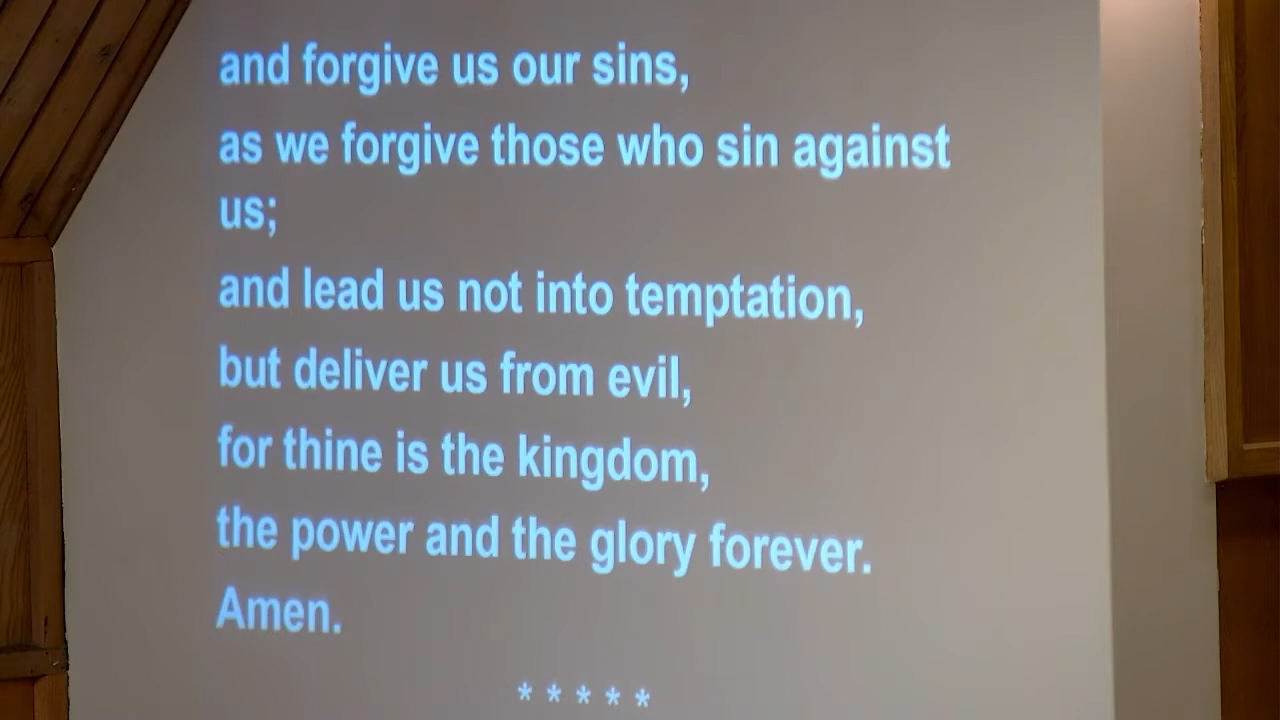 and forgive us our sins,
as we forgive those who sin against
us;
and lead us not into temptation,
but deliver us from evil,
for thine is the kingdom,
the power and the glory forever.
Amen.
* * * * *